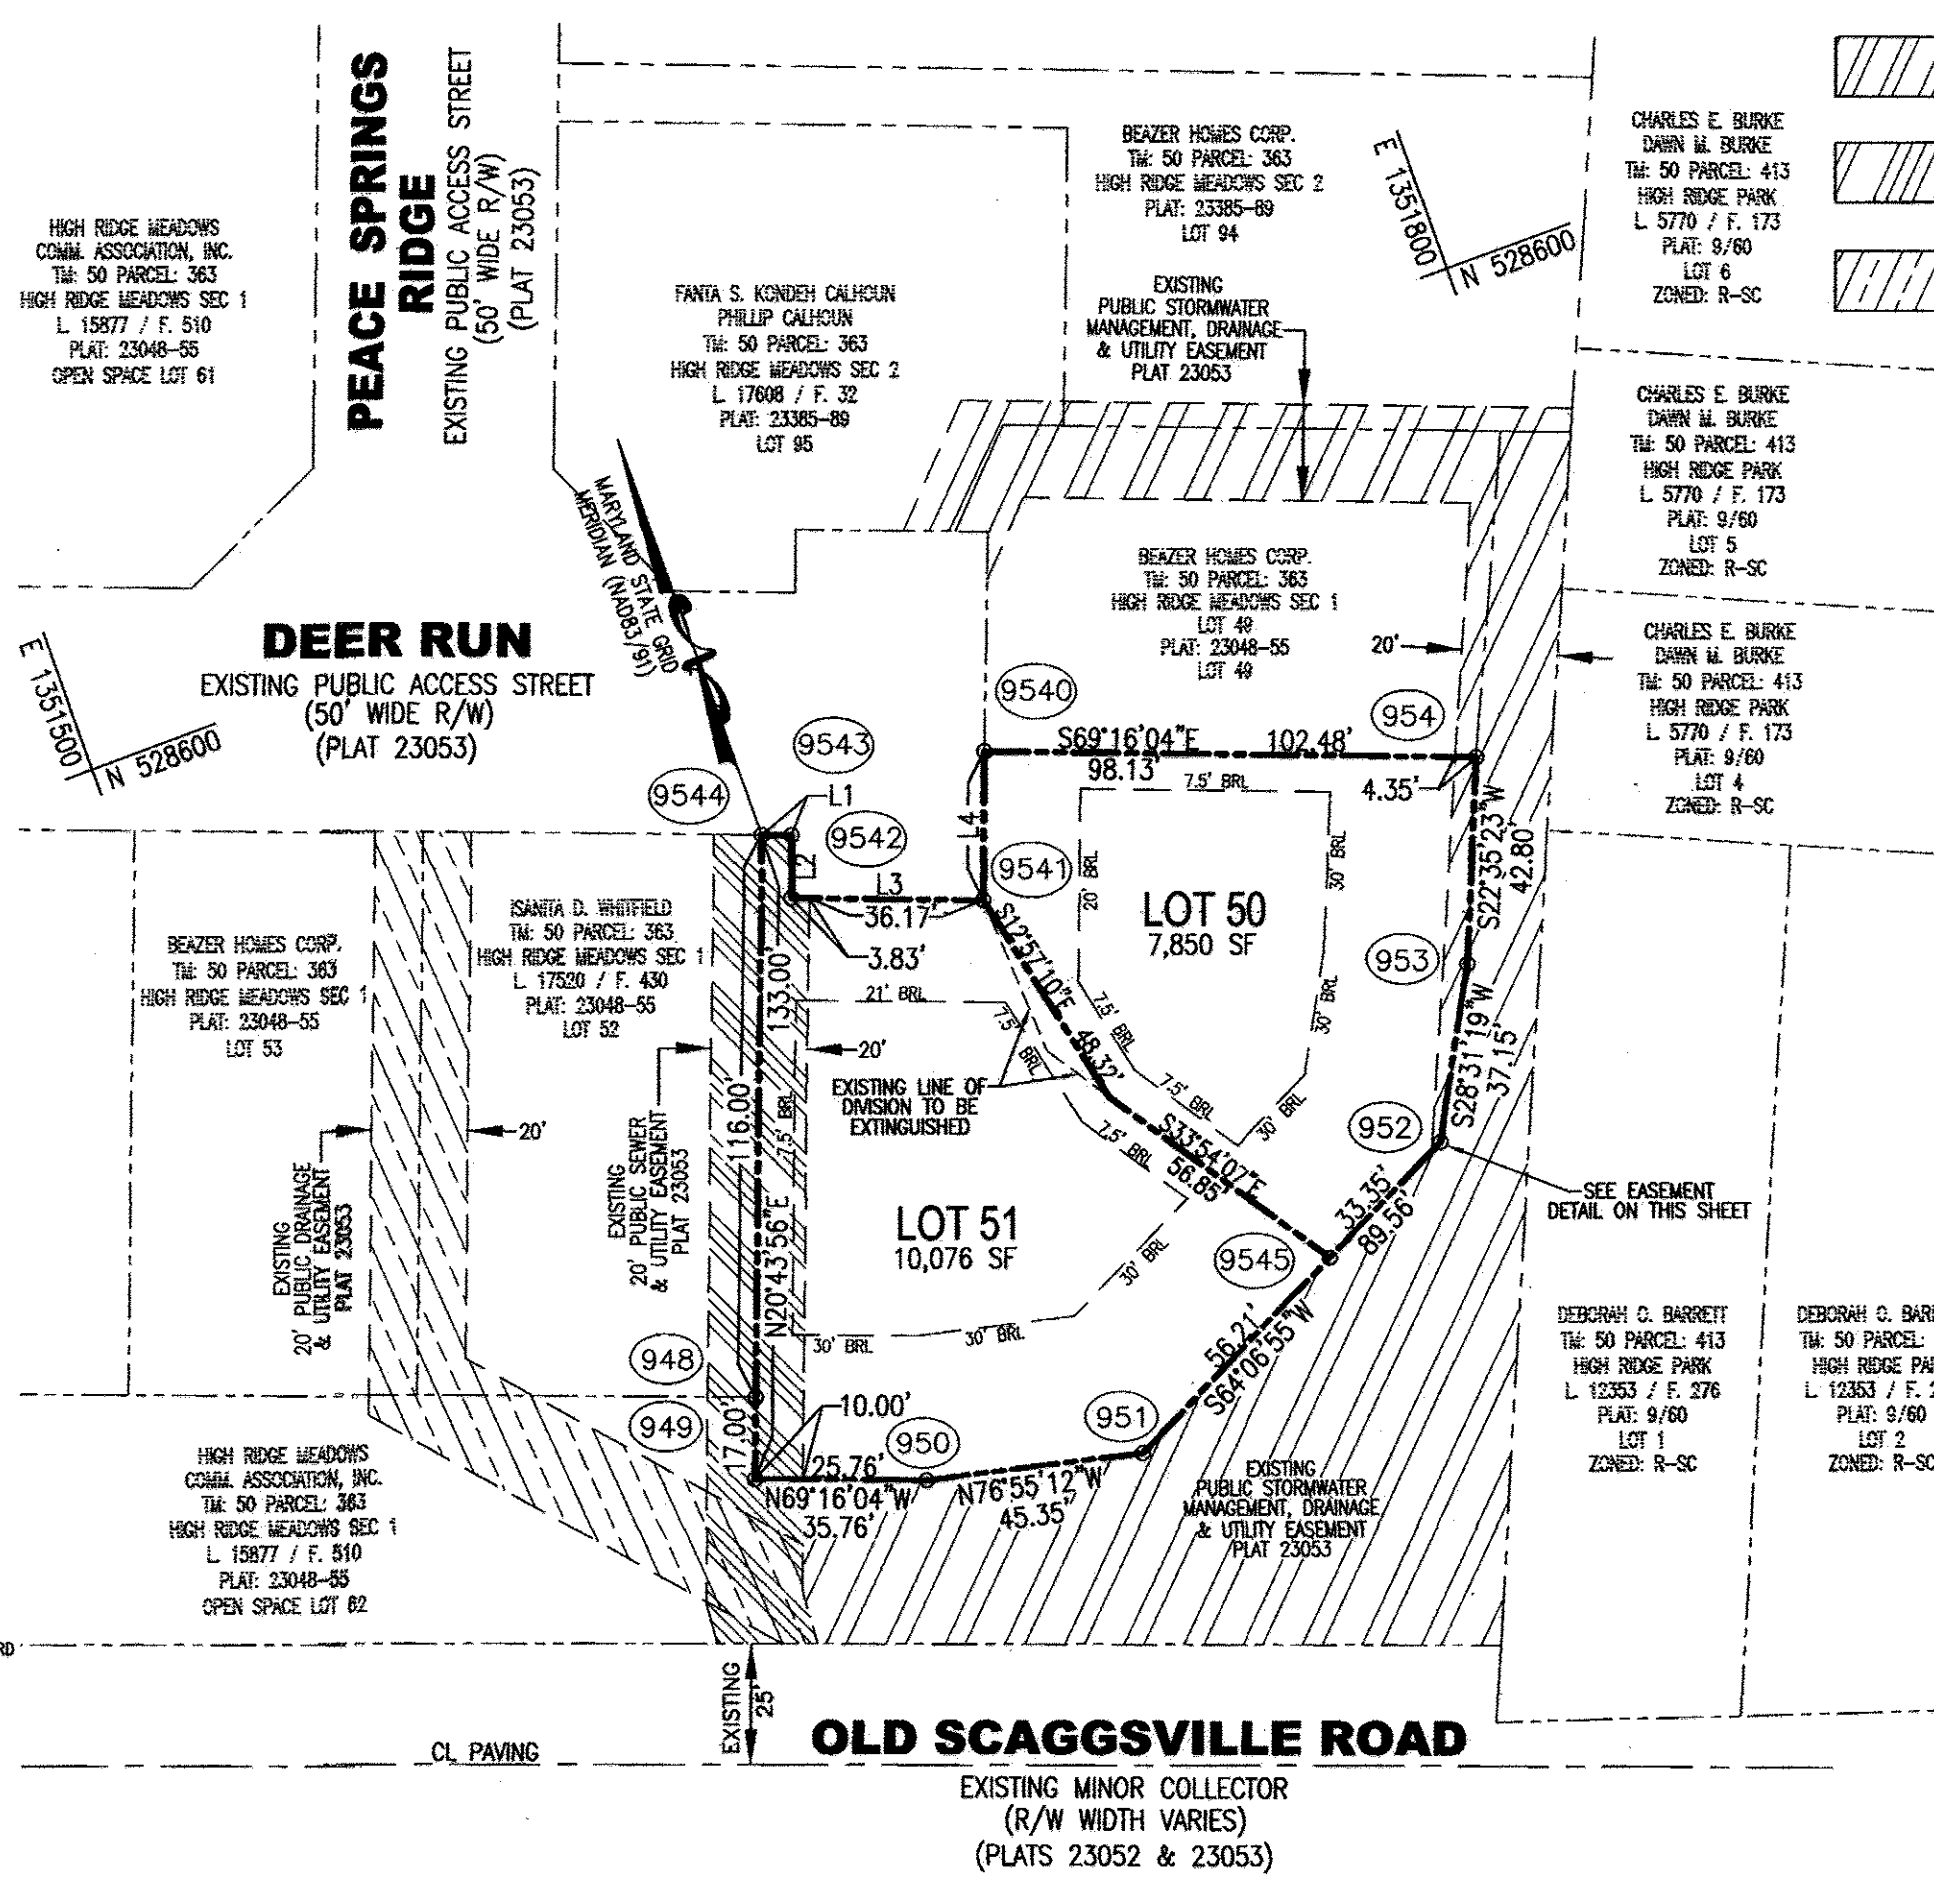 PEACE SPRINGS
RIDGE
EXISTING PUBLIC ACCESS STREET
(50' WIDE R/W)
(PLAT 23053)
HIGH RIDGE MEADOWS
COMM. ASSOCIATION, INC.
TM: 50 PARCEL: 363
HIGH RIDGE MEADOWS SEC 1
L. 15877 / F. 510
PLAT: 23048-55
OPEN SPACE LOT 61
FANTA S. KONDEH CALHOUN
PHILLIP CALHOUN
TM: 50 PARCEL: 363
HIGH RIDGE MEADOWS SEC 2
L. 17608 / F. 32
PLAT: 23385-89
LOT 95
BEAZER HOMES CORP.
TM: 50 PARCEL: 363
HIGH RIDGE MEADOWS SEC 2
PLAT: 23385-89
LOT 94
EXISTING
PUBLIC STORMWATER
MANAGEMENT, DRAINAGE
& UTILITY EASEMENT
PLAT 23053
E 1351800
N 528600
CHARLES E. BURKE
DAWN M. BURKE
TM: 50 PARCEL: 413
HIGH RIDGE PARK
L. 5770 / F. 173
PLAT: 9/60
LOT 6
ZONED: R-SC
CHARLES E. BURKE
DAWN M. BURKE
TM: 50 PARCEL: 413
HIGH RIDGE PARK
L. 5770 / F. 173
PLAT: 9/60
LOT 5
ZONED: R-SC
CHARLES E. BURKE
DAWN M. BURKE
TM: 50 PARCEL: 413
HIGH RIDGE PARK
L. 5770 / F. 173
PLAT: 9/60
LOT 4
ZONED: R-SC
MARYLAND STATE GRID
MERIDIAN (NAD83/91)
BEAZER HOMES CORP.
TM: 50 PARCEL: 363
HIGH RIDGE MEADOWS SEC 1
LOT 49
PLAT: 23048-55
LOT 49
20'
DEER RUN
EXISTING PUBLIC ACCESS STREET
(50' WIDE R/W)
(PLAT 23053)
E 1351500
N 528600
9540
954
9543
9544
L1
9542
L2
L3
L4
9541
36.17'
3.83'
S69°16'04"E
102.48'
98.13'
4.35'
7.5' BRL
20' BRL
30' BRL
30' BRL
30' BRL
7.5' BRL
7.5' BRL
LOT 50
7,850 SF
S22°35'23"W
42.80'
953
S28°31'19"W
37.15'
952
S12°57'10"E
48.32'
S33°54'07"E
56.85'
33.35'
89.56'
SEE EASEMENT
DETAIL ON THIS SHEET
BEAZER HOMES CORP.
TM: 50 PARCEL: 363
HIGH RIDGE MEADOWS SEC 1
PLAT: 23048-55
LOT 53
ISANITA D. WHITFIELD
TM: 50 PARCEL: 363
HIGH RIDGE MEADOWS SEC 1
L. 17520 / F. 430
PLAT: 23048-55
LOT 52
20'
20'
133.00'
116.00'
N20°43'56"E
21' BRL
7.5' BRL
7.5' BRL
7.5' BRL
30' BRL
30' BRL
30' BRL
EXISTING LINE OF
DIVISION TO BE
EXTINGUISHED
EXISTING
20' PUBLIC DRAINAGE
& UTILITY EASEMENT
PLAT 23053
EXISTING
20' PUBLIC SEWER
& UTILITY EASEMENT
PLAT 23053
LOT 51
10,076 SF
9545
56.21'
S64°06'55"W
948
949
17.00'
10.00'
950
951
25.76'
N69°16'04"W
35.76'
N76°55'12"W
45.35'
EXISTING
PUBLIC STORMWATER
MANAGEMENT, DRAINAGE
& UTILITY EASEMENT
PLAT 23053
DEBORAH O. BARRETT
TM: 50 PARCEL: 413
HIGH RIDGE PARK
L. 12353 / F. 276
PLAT: 9/60
LOT 1
ZONED: R-SC
DEBORAH O. BARR
TM: 50 PARCEL:
HIGH RIDGE PA
L. 12353 / F. 2
PLAT: 9/60
LOT 2
ZONED: R-SC
HIGH RIDGE MEADOWS
COMM. ASSOCIATION, INC.
TM: 50 PARCEL: 363
HIGH RIDGE MEADOWS SEC 1
L. 15877 / F. 510
PLAT: 23048-55
OPEN SPACE LOT 62
RD
EXISTING
25'
CL PAVING
OLD SCAGGSVILLE ROAD
EXISTING MINOR COLLECTOR
(R/W WIDTH VARIES)
(PLATS 23052 & 23053)